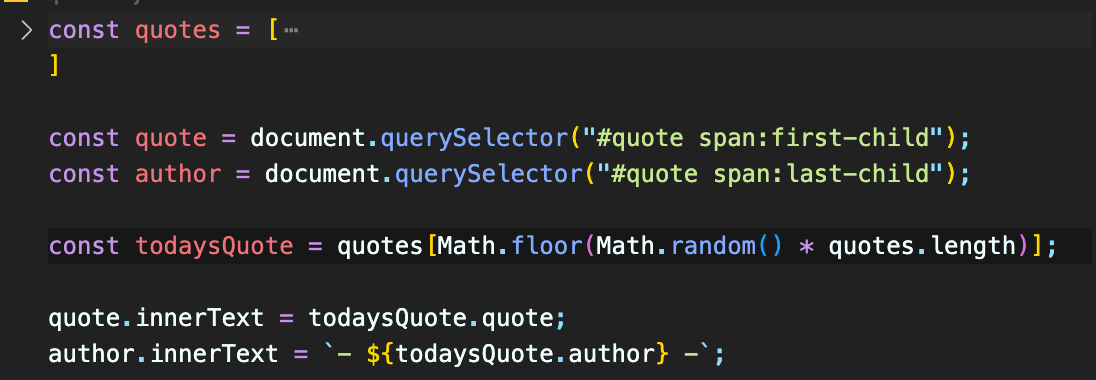 const quotes = [⋯
]
const quote = document.querySelector("#quote span:first-child");
const author = document.querySelector("#quote span:last-child");
const todaysQuote = quotes[Math.floor(Math.random() * quotes.length)];
quote.innerText = todaysQuote.quote;
author.innerText = `- ${todaysQuote.author} -`;